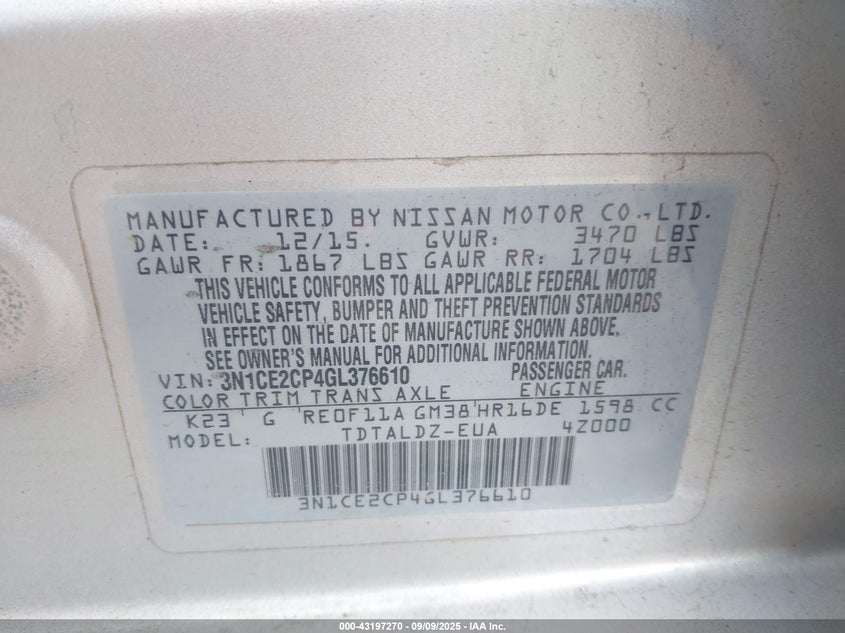 MANUFACTURED BY NISSAN MOTOR CO.,LTD.
DATE: 12/15. GVWR: 3470 LBS
GAWR FR: 1867 LBS GAWR RR: 1704 LBS
THIS VEHICLE CONFORMS TO ALL APPLICABLE FEDERAL MOTOR
VEHICLE SAFETY, BUMPER AND THEFT PREVENTION STANDARDS
IN EFFECT ON THE DATE OF MANUFACTURE SHOWN ABOVE.
SEE OWNER'S MANUAL FOR ADDITIONAL INFORMATION.
VIN: 3N1CE2CP4GL376610 PASSENGER CAR.
COLOR TRIM TRANS AXLE ENGINE
K23 G RE0F11A GM38 HR16DE 1598 CC
MODEL: TDTALDZ-EUA 4Z000
3N1CE2CP4GL376610
000-43197270 - 09/09/2025 - IAA Inc.